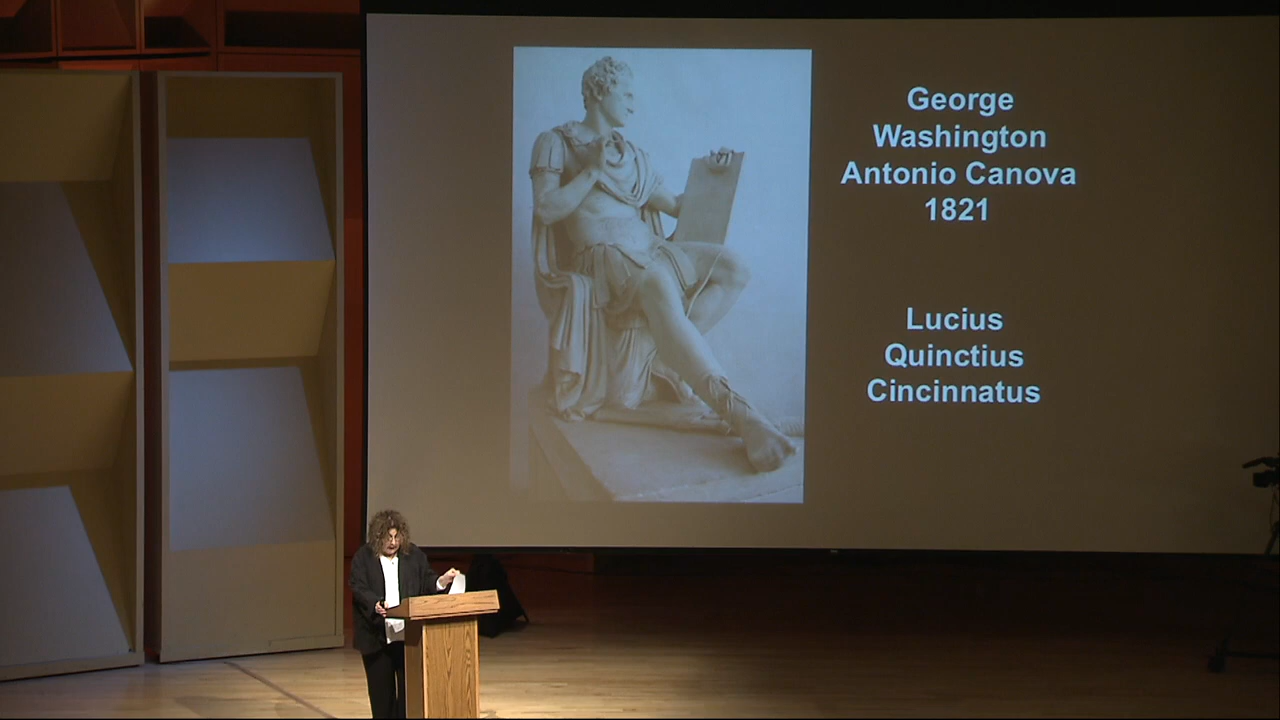 George
Washington
Antonio Canova
1821
Lucius
Quinctius
Cincinnatus